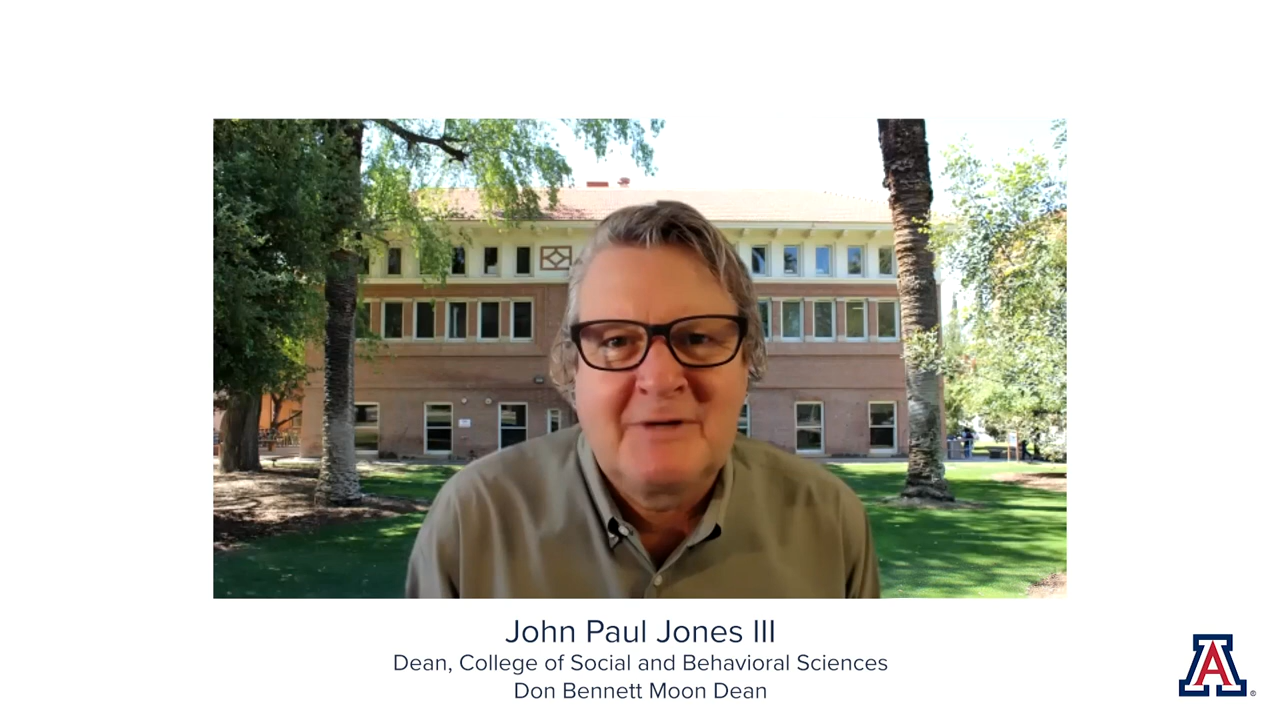 John Paul Jones III
Dean, College of Social and Behavioral Sciences
Don Bennett Moon Dean
A